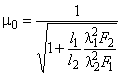 μ₀ = 1 / √(1 + (l₁/l₂) (λ₁²F₂ / λ₂²F₁))